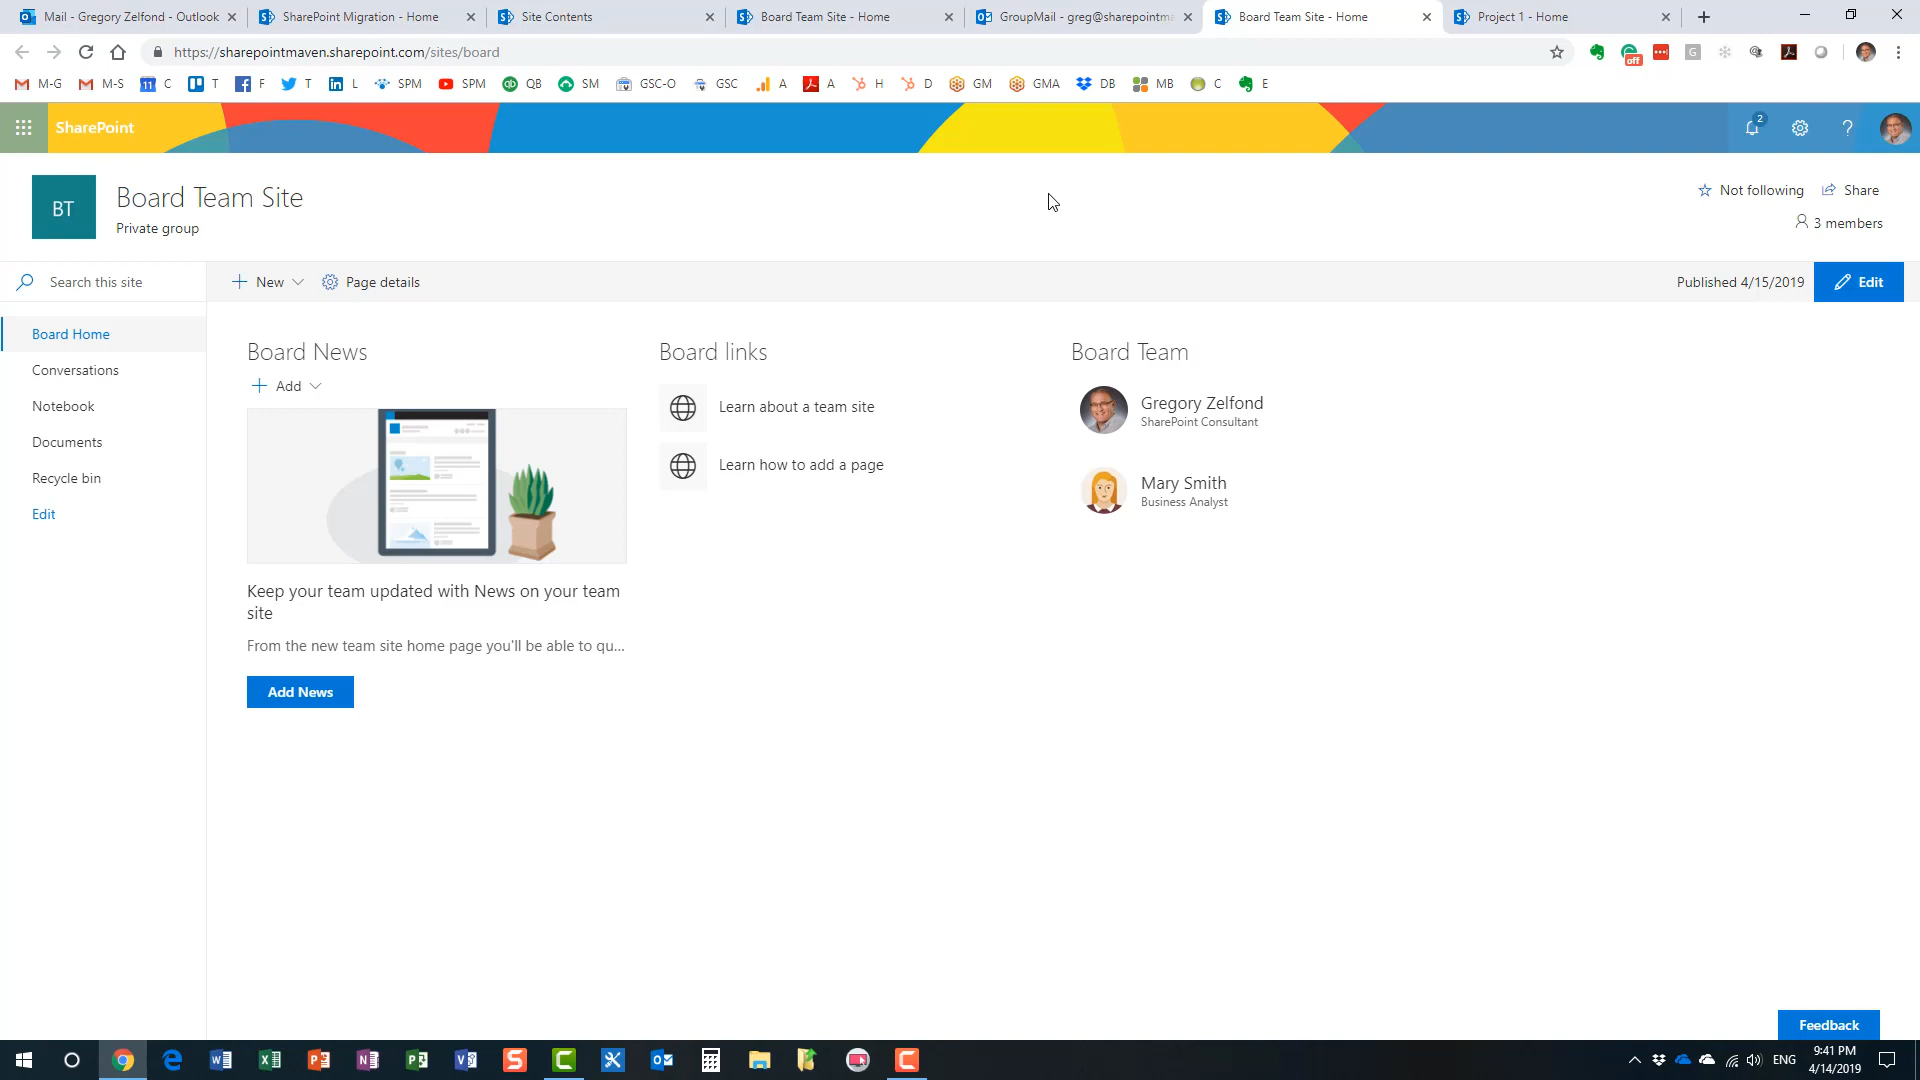 Mail - Gregory Zelfond - Outlook
SharePoint Migration - Home
Site Contents
Board Team Site - Home
GroupMail - greg@sharepointma
Board Team Site - Home
Project 1 - Home
https://sharepointmaven.sharepoint.com/sites/board
off
G
M-G
M-S
11 C
T
F
T
L
SPM
SPM
QB
SM
GSC-O
GSC
A
A
H
D
GM
GMA
DB
MB
C
E
SharePoint
2
?
BT
Board Team Site
Private group
Not following
Share
3 members
Search this site
New
Page details
Published 4/15/2019
Edit
Board Home
Conversations
Notebook
Documents
Recycle bin
Edit
Board News
Add
Keep your team updated with News on your team
site
From the new team site home page you'll be able to qu...
Add News
Board links
Learn about a team site
Learn how to add a page
Board Team
Gregory Zelfond
SharePoint Consultant
Mary Smith
Business Analyst
Feedback
ENG
9:41 PM
4/14/2019